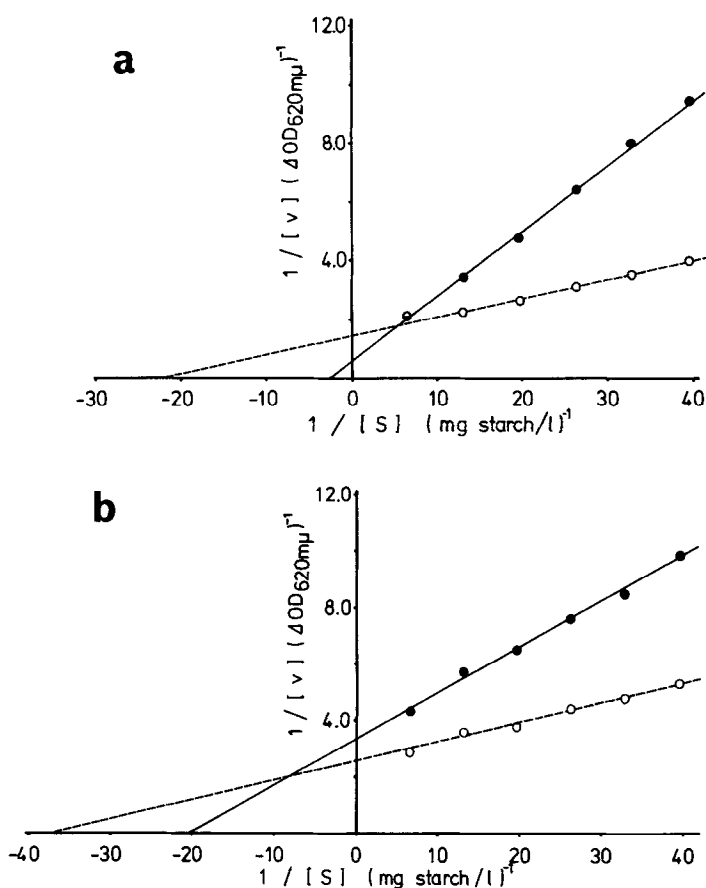 a
12.0
8.0
4.0
1 / [ v ] ( ΔOD620mμ)-1
-30 -20 -10 0 10 20 30 40
1 / [ S ] ( mg starch/l )-1
b
12.0
8.0
4.0
1 / [ v ] ( ΔOD620mμ)-1
-40 -30 -20 -10 0 10 20 30 40
1 / [ S ] ( mg starch/l )-1